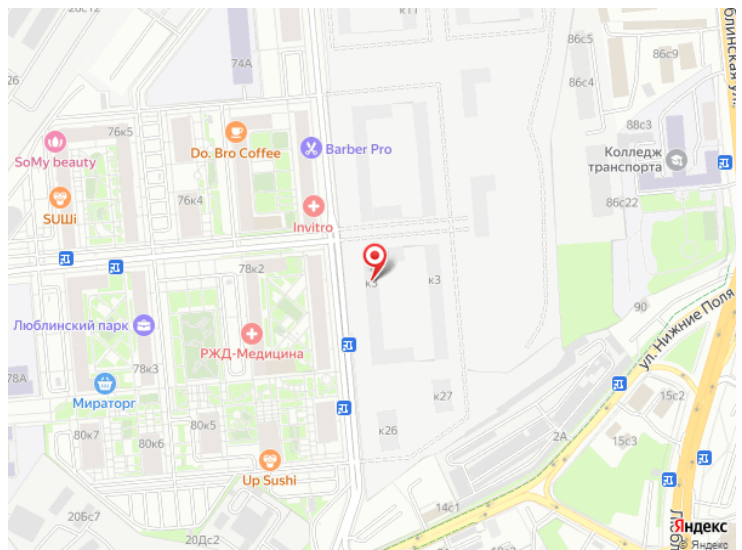 20с12
к11
блинская ул.
86с5
86с9
74А
26
86с4
76к5
88с3
SoMy beauty
Do. Bro Coffee
Barber Pro
Колледж
транспорта
76к4
86с22
SUШi
Invitro
78к2
к3
к3
90
ул. Нижние Поля
Люблинский парк
РЖД-Медицина
78А
78к3
Мираторг
к27
15с2
80к7
80к6
80к5
к26
2А
15с3
Up Sushi
20Бс7
14с1
20Дс2
Любл
Яндекс
© Яндекс